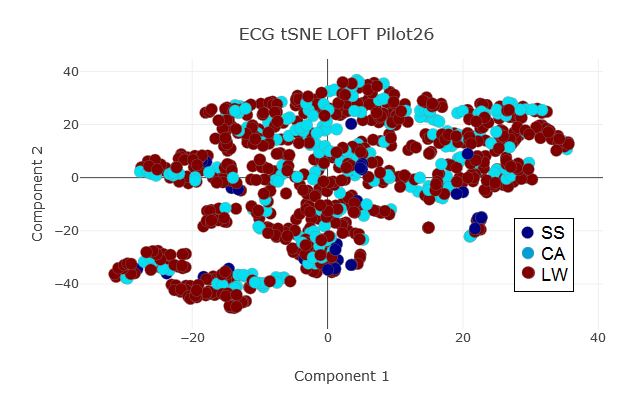 ECG tSNE LOFT Pilot26
40
20
0
−20
−40
Component 2
−20
0
20
40
Component 1
SS
CA
LW